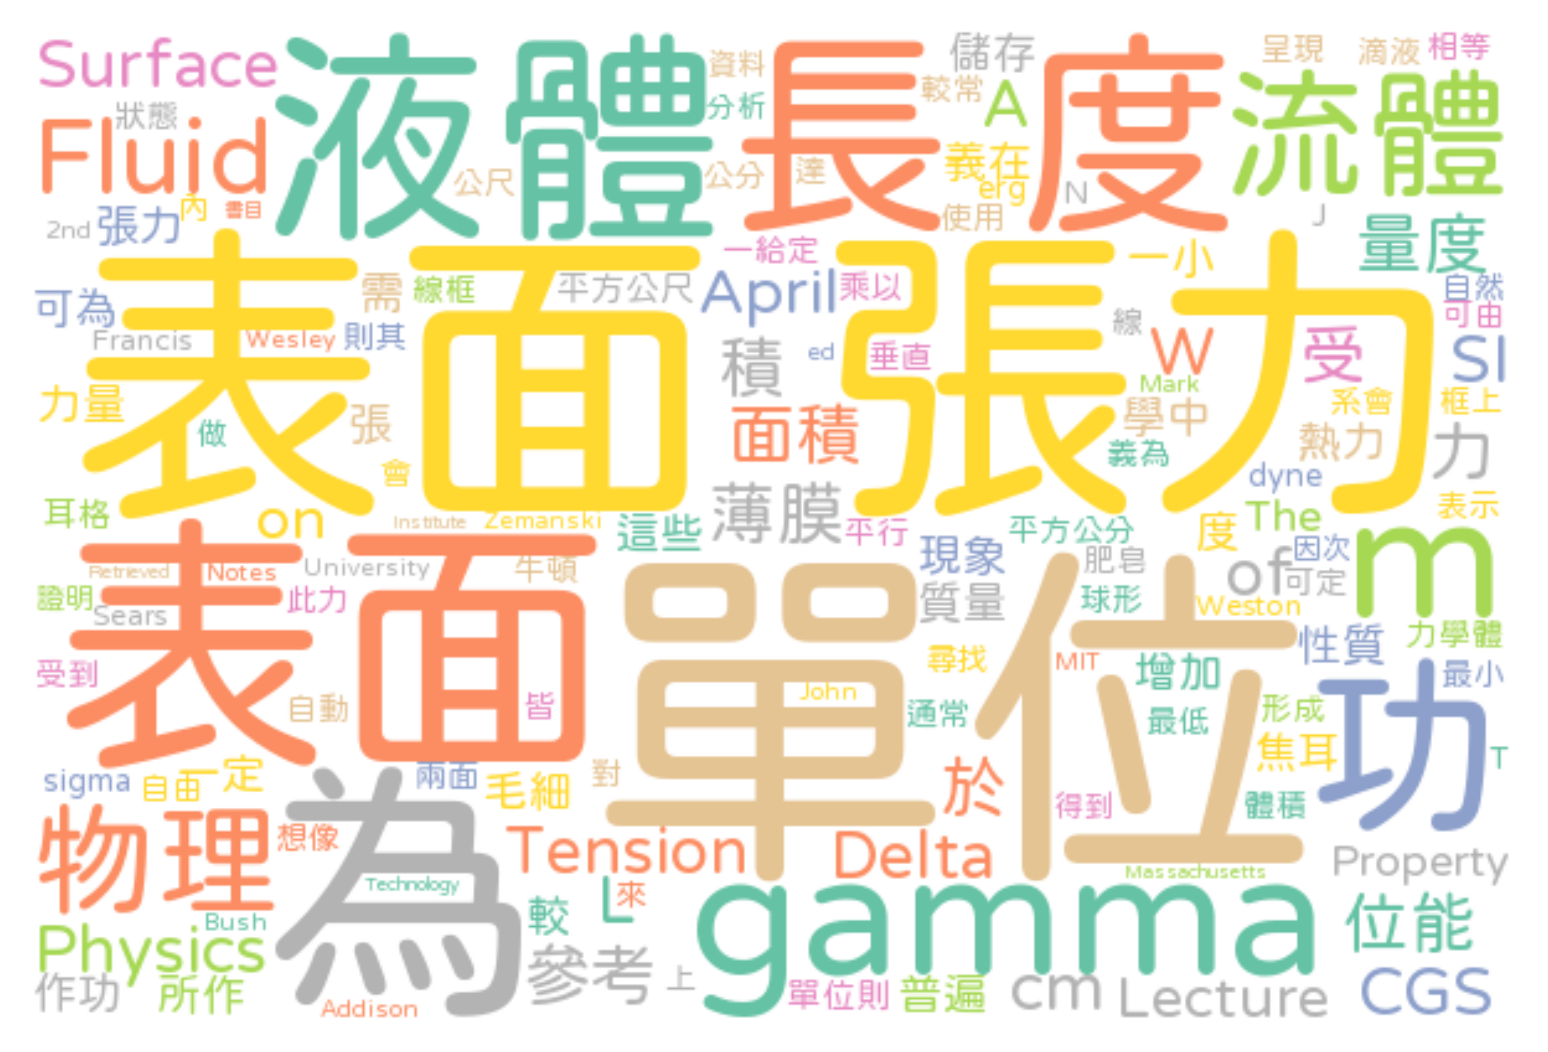 Surface
液體
資料
長度
儲存
呈現
滴液
相等
狀態
Fluid
分析
較常
A
流體
公尺
公分
達
義在
erg
N
2nd
張力
內
書目
使用
J
量度
表面張力
一給定
一小
可為
需
線框
平方公尺
April
乘以
自然
可由
Francis
Wesley
則其
積
ed
垂直
線
W
受
SI
力量
做
張
面積
Mark
學中
系會
框上
會
義為
熱力
力
dyne
耳格
on
Institute
Zemanski
這些
薄膜
平行
平方公分
度
The
表示
表面
單位
現象
肥皂
of
因次
可定
m
Retrieved
Notes
University
牛頓
證明
Sears
此力
質量
球形
Weston
性質
力學體
受到
自動
皆
John
尋找
MIT
增加
最小
通常
最低
形成
功
sigma
自由
一定
兩面
毛細
對
於
得到
焦耳
體積
T
物理
想像
為
Tension
Delta
Massachusetts
Property
Technology
Bush
較
L
來
gamma
位能
Physics
作功
所作
Addison
參考
上
單位則
普遍
cm
Lecture
CGS